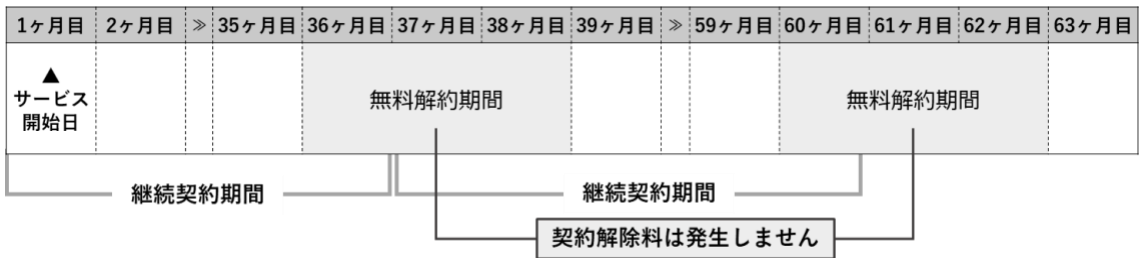 1ヶ月目 2ヶ月目 ≫ 35ヶ月目 36ヶ月目 37ヶ月目 38ヶ月目 39ヶ月目 ≫ 59ヶ月目 60ヶ月目 61ヶ月目 62ヶ月目 63ヶ月目
▲
サービス
開始日
無料解約期間 無料解約期間
継続契約期間 継続契約期間
契約解除料は発生しません